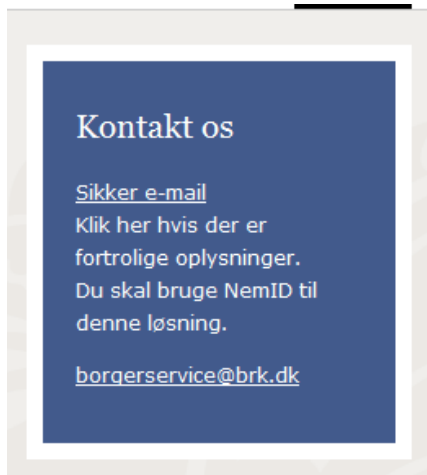 Kontakt os
Sikker e-mail
Klik her hvis der er
fortrolige oplysninger.
Du skal bruge NemID til
denne løsning.
borgerservice@brk.dk